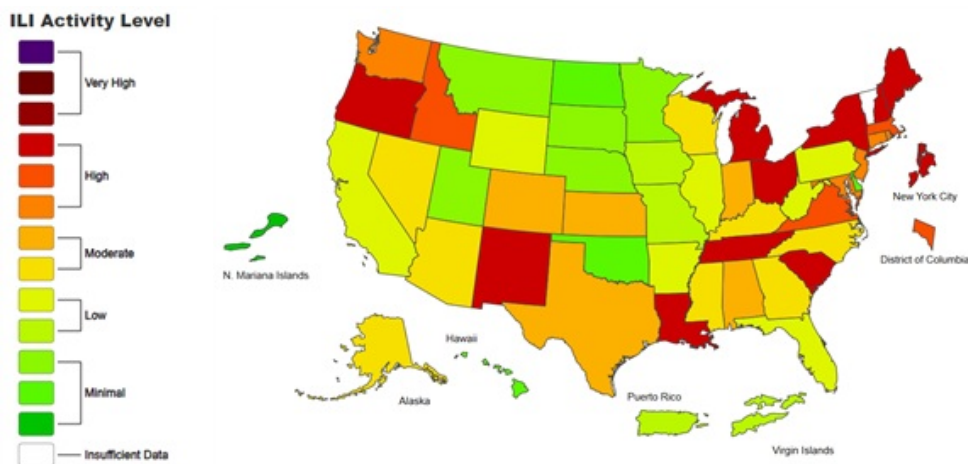 ILI Activity Level
Very High
High
Moderate
Low
Minimal
Insufficient Data
New York City
District of Columbia
N. Mariana Islands
Hawaii
Alaska
Puerto Rico
Virgin Islands